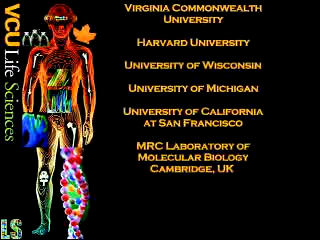 VCU Life Sciences
Virginia Commonwealth
University
Harvard University
University of Wisconsin
University of Michigan
University of California
at San Francisco
MRC Laboratory of
Molecular Biology
Cambridge, UK
LS